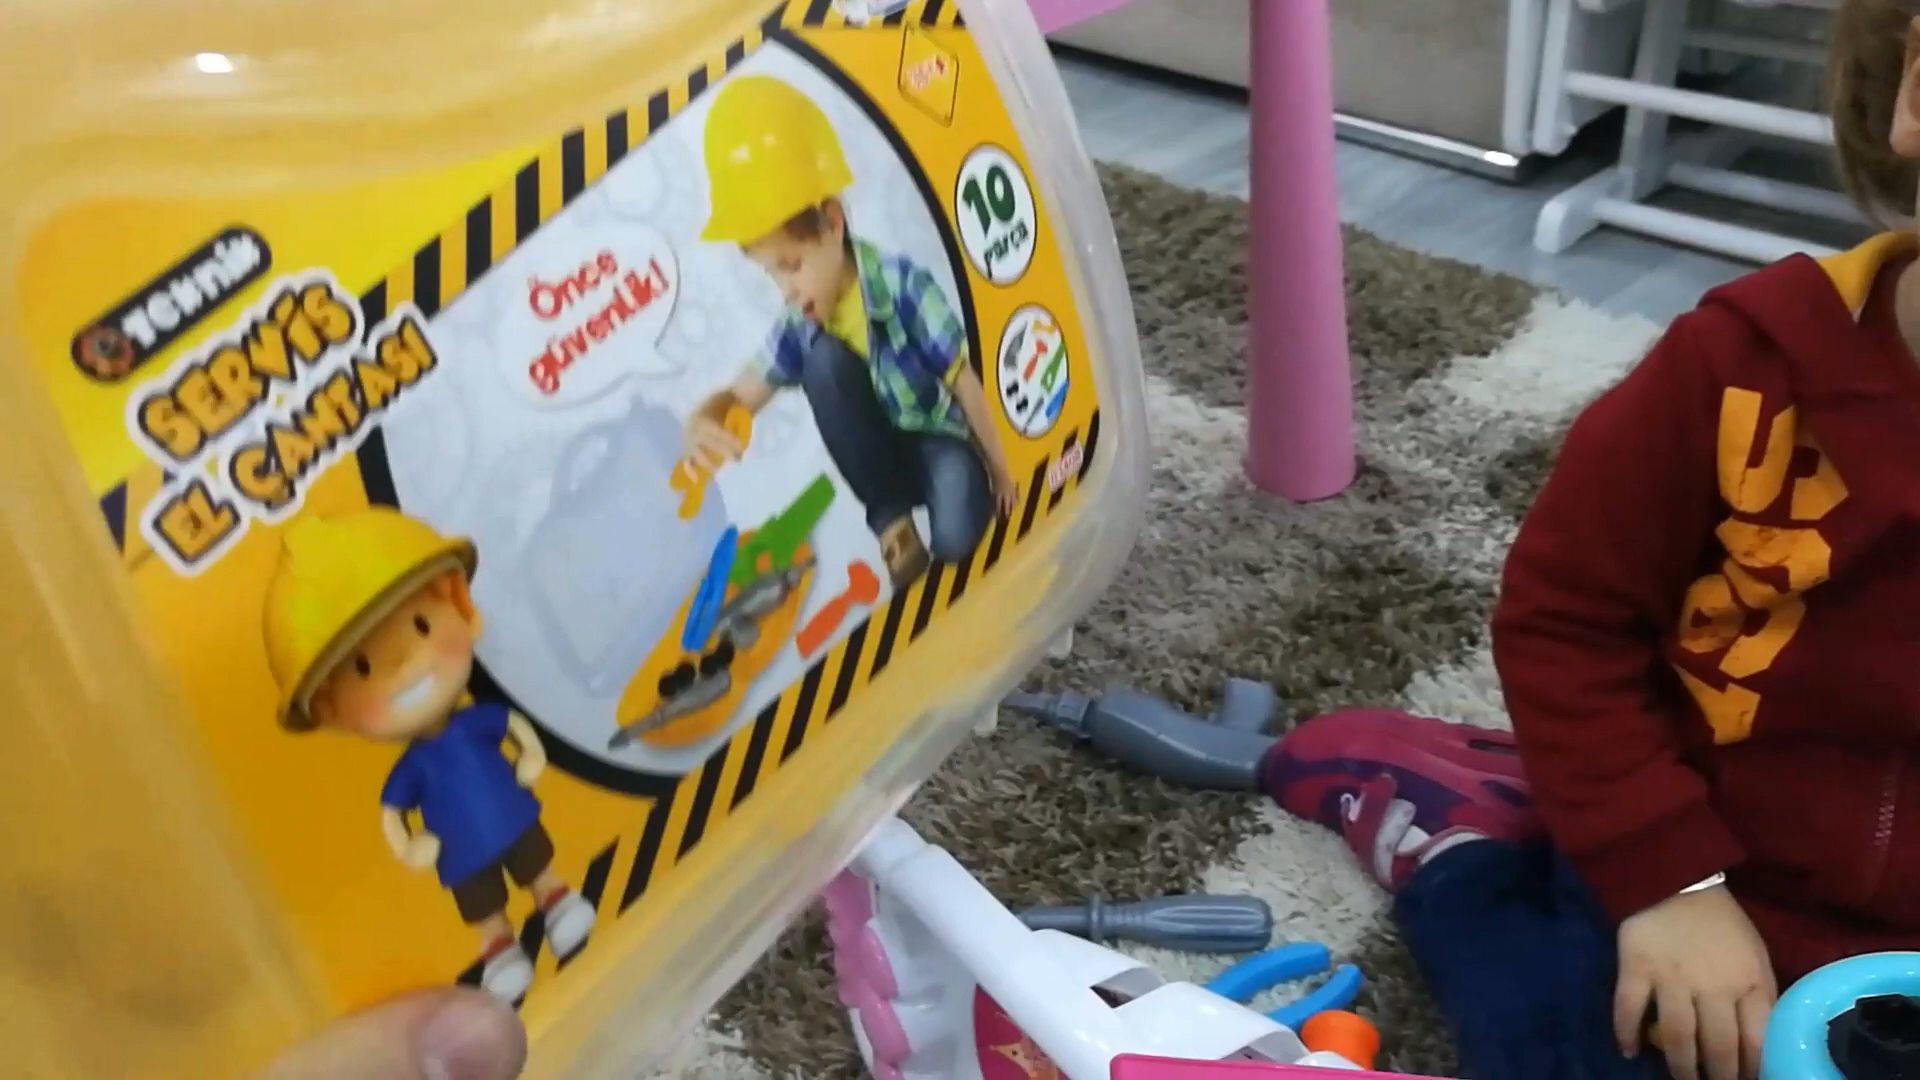 TEKNİK
SERVİS
EL ÇANTASI
Önce
güvenlik!
10
Parça